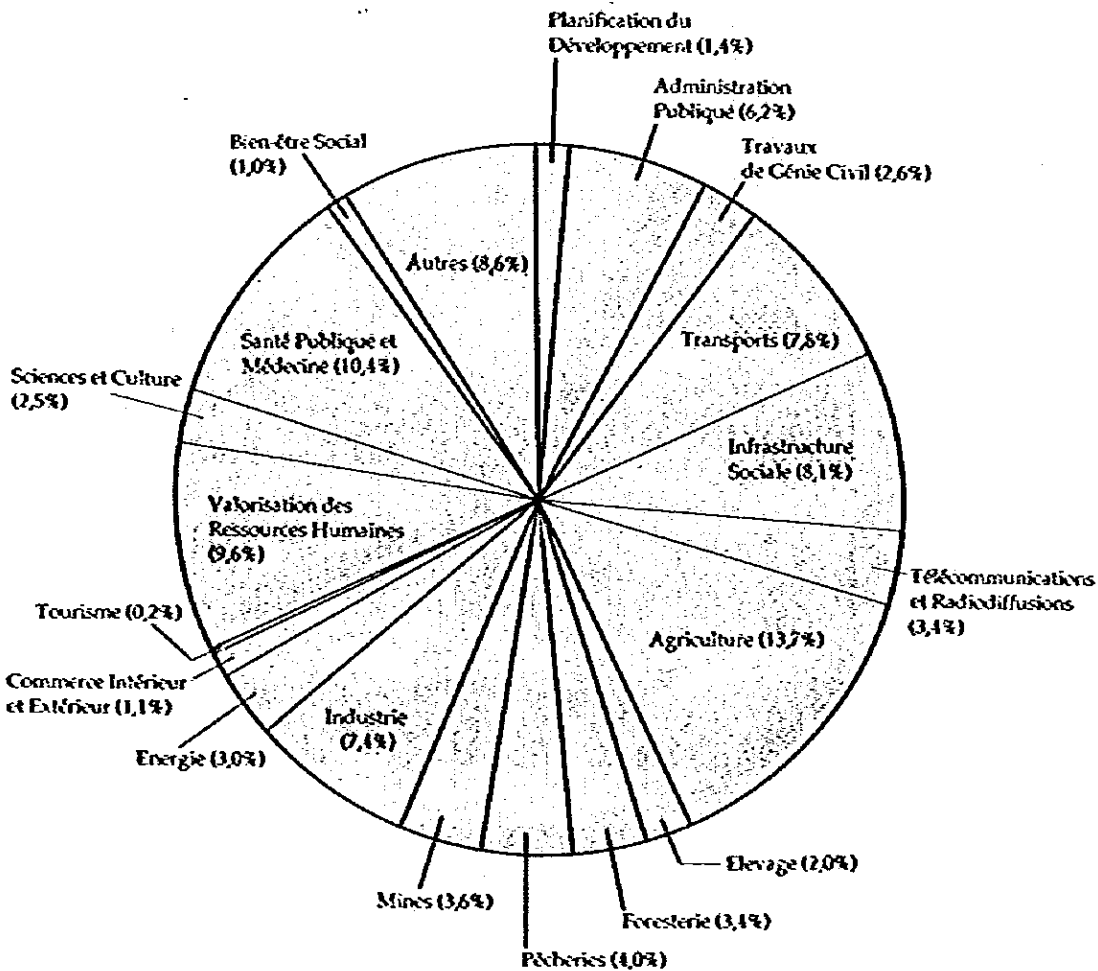 Planification du
Développement (1,4%)
Administration
Publiqué (6,2%)
Travaux
de Génie Civil (2,6%)
Transports (7,8%)
Infrastructure
Sociale (8,1%)
Télécommunications
et Radiodiffusions
(3,4%)
Agriculture (13,7%)
Elevage (2,0%)
Foresterie (3,4%)
Pêcheries (4,0%)
Mines (3,6%)
Industrie
(7,4%)
Energie (3,0%)
Commerce Intérieur
et Extérieur (1,1%)
Tourisme (0,2%)
Valorisation des
Ressources Humaines
(9,6%)
Sciences et Culture
(2,5%)
Santé Publique et
Médecine (10,4%)
Bien-être Social
(1,0%)
Autres (8,6%)